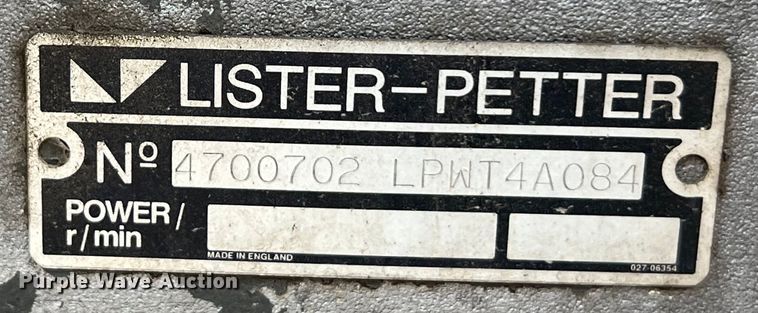 LISTER-PETTER
Nº 4700702 LPWT4A084
POWER/
r/min
MADE IN ENGLAND
027-06354
Purple Wave Auction